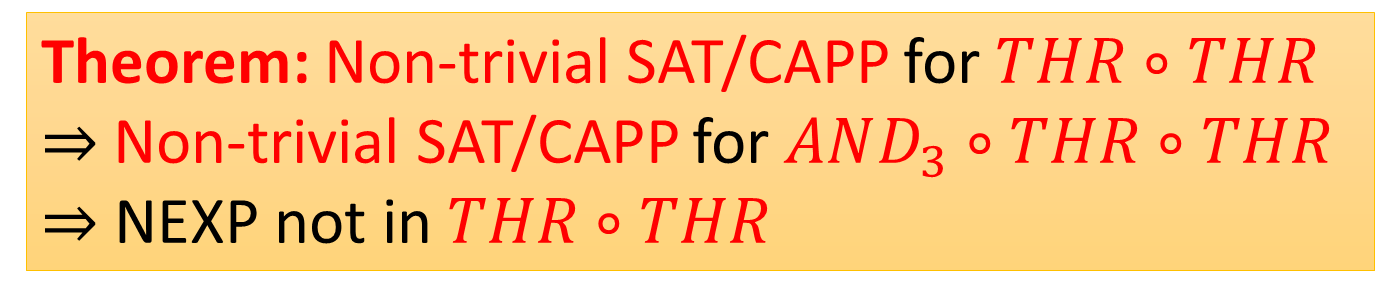 Theorem: Non-trivial SAT/CAPP for THR ∘ THR
⇒ Non-trivial SAT/CAPP for AND₃ ∘ THR ∘ THR
⇒ NEXP not in THR ∘ THR